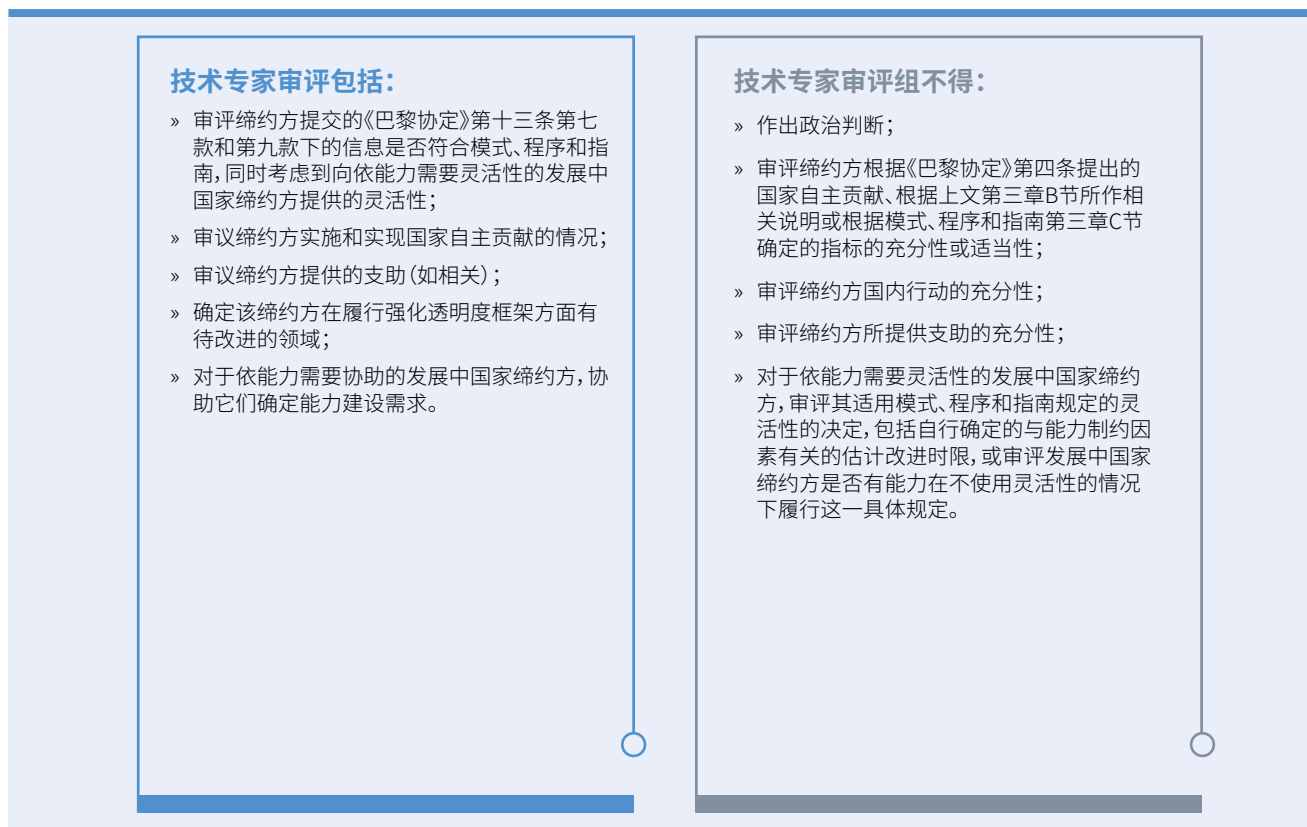 技术专家审评包括：
» 审评缔约方提交的《巴黎协定》第十三条第七
款和第九款下的信息是否符合模式、程序和指
南，同时考虑到向依能力需要灵活性的发展中
国家缔约方提供的灵活性；
» 审议缔约方实施和实现国家自主贡献的情况；
» 审议缔约方提供的支助（如相关）；
» 确定该缔约方在履行强化透明度框架方面有
待改进的领域；
» 对于依能力需要协助的发展中国家缔约方，协
助它们确定能力建设需求。
技术专家审评组不得：
» 作出政治判断；
» 审评缔约方根据《巴黎协定》第四条提出的
国家自主贡献、根据上文第三章B节所作相
关说明或根据模式、程序和指南第三章C节
确定的指标的充分性或适当性；
» 审评缔约方国内行动的充分性；
» 审评缔约方所提供支助的充分性；
» 对于依能力需要灵活性的发展中国家缔约
方，审评其适用模式、程序和指南规定的灵
活性的决定，包括自行确定的与能力制约因
素有关的估计改进时限，或审评发展中国家
缔约方是否有能力在不使用灵活性的情况
下履行这一具体规定。